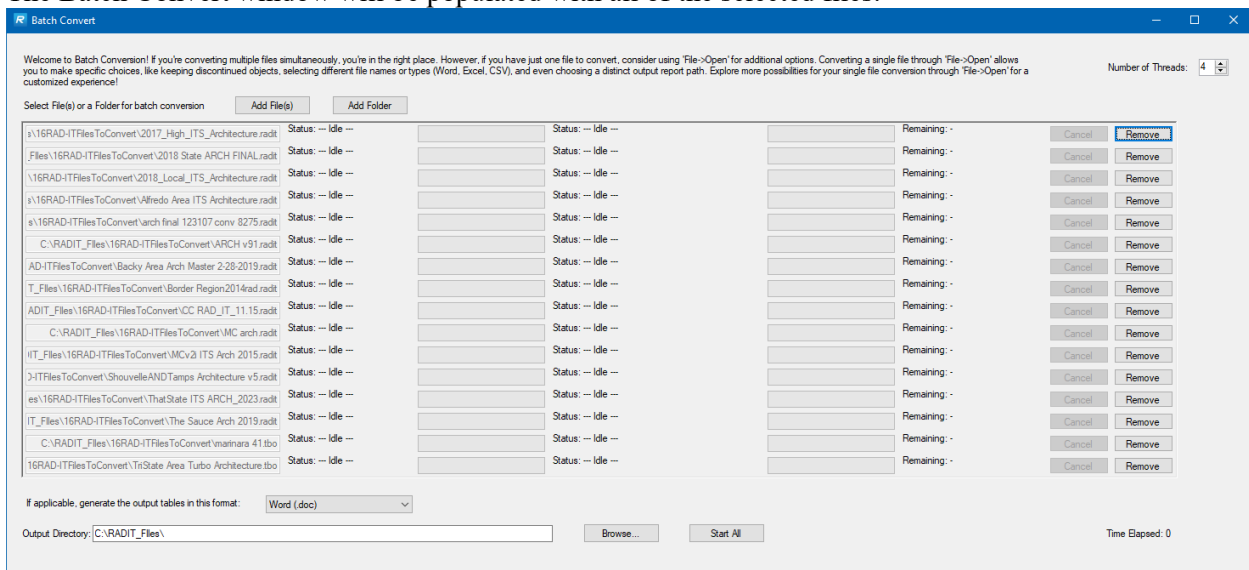 The Batch Convert window will be populated with all of the selected files.
Batch Convert
Welcome to Batch Conversion! If you're converting multiple files simultaneously, you're in the right place. However, if you have just one file to convert, consider using 'File->Open' for additional options. Converting a single file through 'File->Open' allows
you to make specific choices, like keeping discontinued objects, selecting different file names or types (Word, Excel, CSV), and even choosing a distinct output report path. Explore more possibilities for your single file conversion through 'File->Open' for a
customized experience!
Number of Threads: 4
Select File(s) or a Folder for batch conversion Add File(s) Add Folder
s\16RAD-ITFilesToConvert\2017_High_ITS_Architecture.radit Status: --- Idle --- Status: --- Idle --- Remaining: - Cancel Remove
_FIles\16RAD-ITFilesToConvert\2018 State ARCH FINAL.radit Status: --- Idle --- Status: --- Idle --- Remaining: - Cancel Remove
\16RAD-ITFilesToConvert\2018_Local_ITS_Architecture.radit Status: --- Idle --- Status: --- Idle --- Remaining: - Cancel Remove
s\16RAD-ITFilesToConvert\Alfredo Area ITS Architecture.radit Status: --- Idle --- Status: --- Idle --- Remaining: - Cancel Remove
s\16RAD-ITFilesToConvert\arch final 123107 conv 8275.radit Status: --- Idle --- Status: --- Idle --- Remaining: - Cancel Remove
C:\RADIT_FIles\16RAD-ITFilesToConvert\ARCH v91.radit Status: --- Idle --- Status: --- Idle --- Remaining: - Cancel Remove
AD-ITFilesToConvert\Backy Area Arch Master 2-28-2019.radit Status: --- Idle --- Status: --- Idle --- Remaining: - Cancel Remove
T_FIles\16RAD-ITFilesToConvert\Border Region2014rad.radit Status: --- Idle --- Status: --- Idle --- Remaining: - Cancel Remove
ADIT_FIles\16RAD-ITFilesToConvert\CC RAD_IT_11.15.radit Status: --- Idle --- Status: --- Idle --- Remaining: - Cancel Remove
C:\RADIT_FIles\16RAD-ITFilesToConvert\MC arch.radit Status: --- Idle --- Status: --- Idle --- Remaining: - Cancel Remove
IT_FIles\16RAD-ITFilesToConvert\MCv2i ITS Arch 2015.radit Status: --- Idle --- Status: --- Idle --- Remaining: - Cancel Remove
D-ITFilesToConvert\ShouvelleANDTamps Architecture v5.radit Status: --- Idle --- Status: --- Idle --- Remaining: - Cancel Remove
es\16RAD-ITFilesToConvert\ThatState ITS ARCH_2023.radit Status: --- Idle --- Status: --- Idle --- Remaining: - Cancel Remove
IT_FIles\16RAD-ITFilesToConvert\The Sauce Arch 2019.radit Status: --- Idle --- Status: --- Idle --- Remaining: - Cancel Remove
C:\RADIT_FIles\16RAD-ITFilesToConvert\marinara 41.tbo Status: --- Idle --- Status: --- Idle --- Remaining: - Cancel Remove
16RAD-ITFilesToConvert\TriState Area Turbo Architecture.tbo Status: --- Idle --- Status: --- Idle --- Remaining: - Cancel Remove
If applicable, generate the output tables in this format: Word (.doc)
Output Directory: C:\RADIT_FIles\ Browse... Start All Time Elapsed: 0